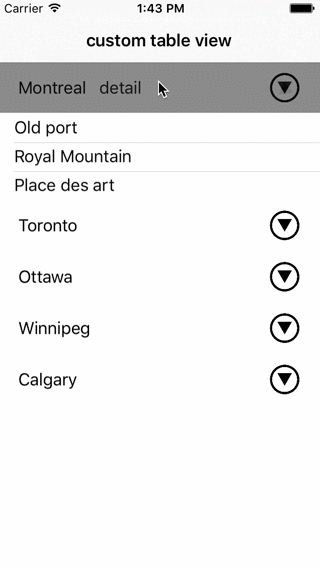 Carrier 1:43 PM
custom table view
Montreal detail
Old port
Royal Mountain
Place des art
Toronto
Ottawa
Winnipeg
Calgary